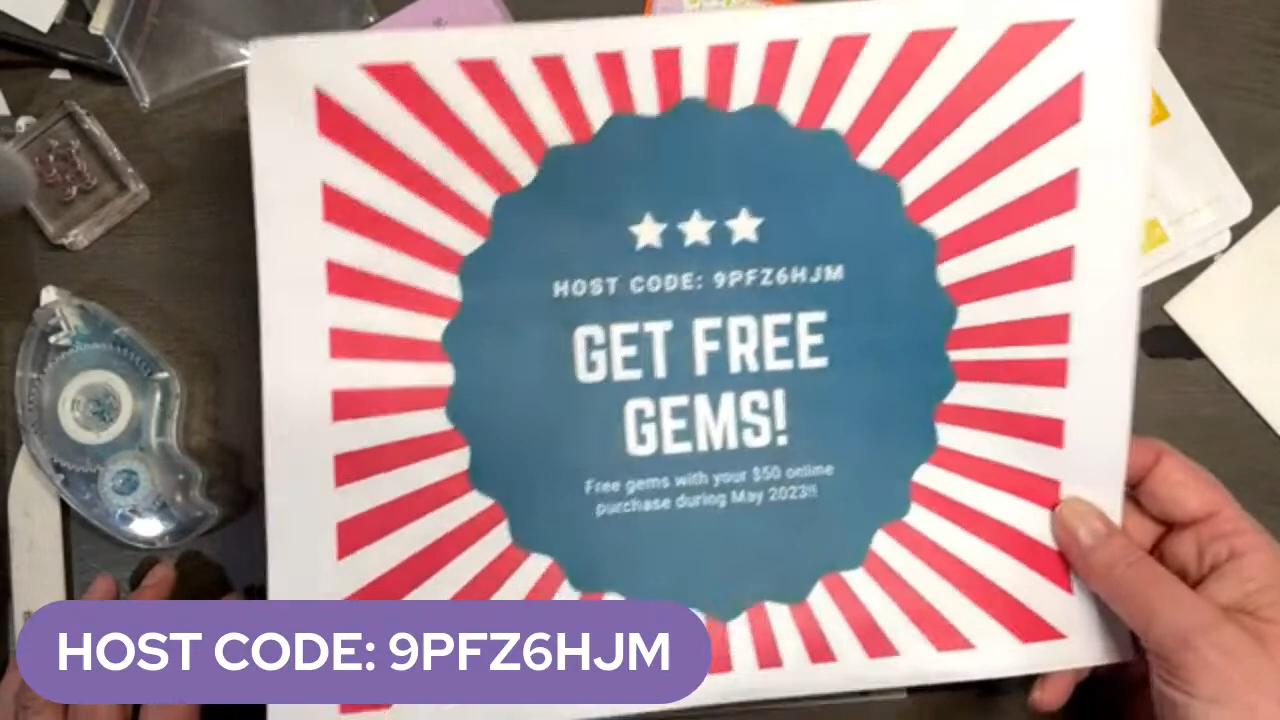 HOST CODE: 9PFZ6HJM
GET FREE
GEMS!
Free gems with your $50 online
purchase during May 2023!!
HOST CODE: 9PFZ6HJM